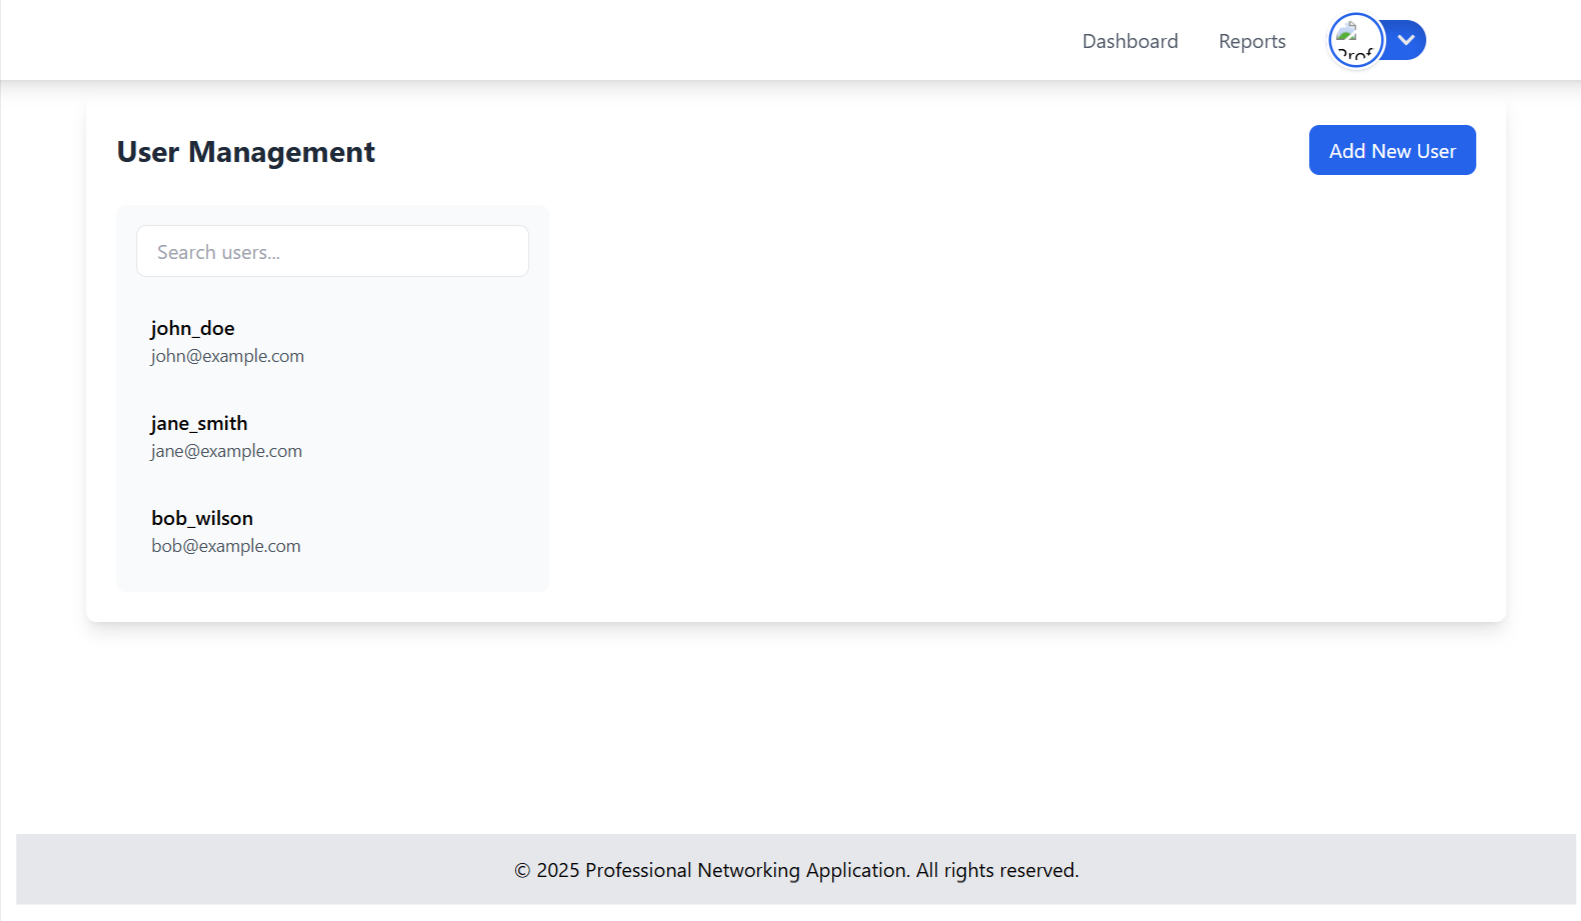 Dashboard Reports
User Management
Add New User
Search users...
john_doe
john@example.com
jane_smith
jane@example.com
bob_wilson
bob@example.com
© 2025 Professional Networking Application. All rights reserved.